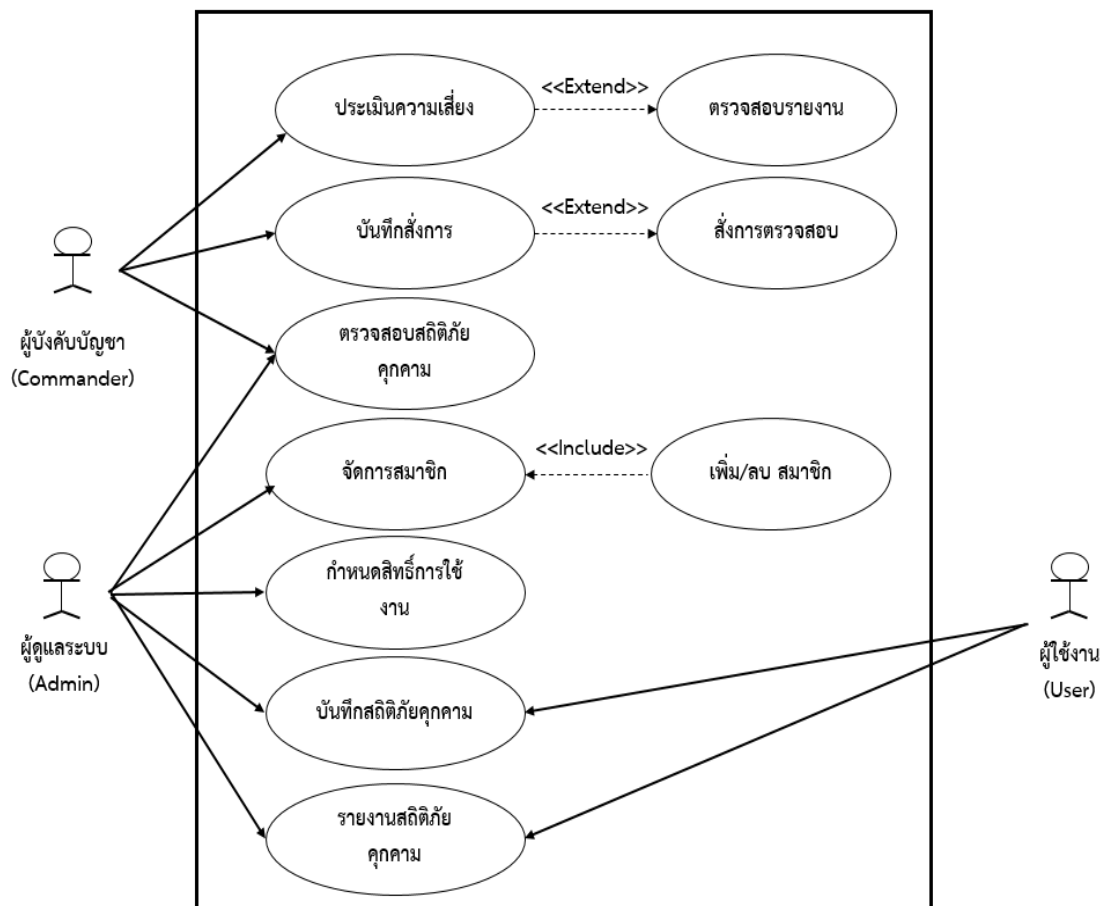 ประเมินความเสี่ยง
<<Extend>>
ตรวจสอบรายงาน
บันทึกสั่งการ
<<Extend>>
สั่งการตรวจสอบ
ผู้บังคับบัญชา
(Commander)
ตรวจสอบสถิติภัย
คุกคาม
จัดการสมาชิก
<<Include>>
เพิ่ม/ลบ สมาชิก
ผู้ดูแลระบบ
(Admin)
กำหนดสิทธิ์การใช้
งาน
ผู้ใช้งาน
(User)
บันทึกสถิติภัยคุกคาม
รายงานสถิติภัย
คุกคาม